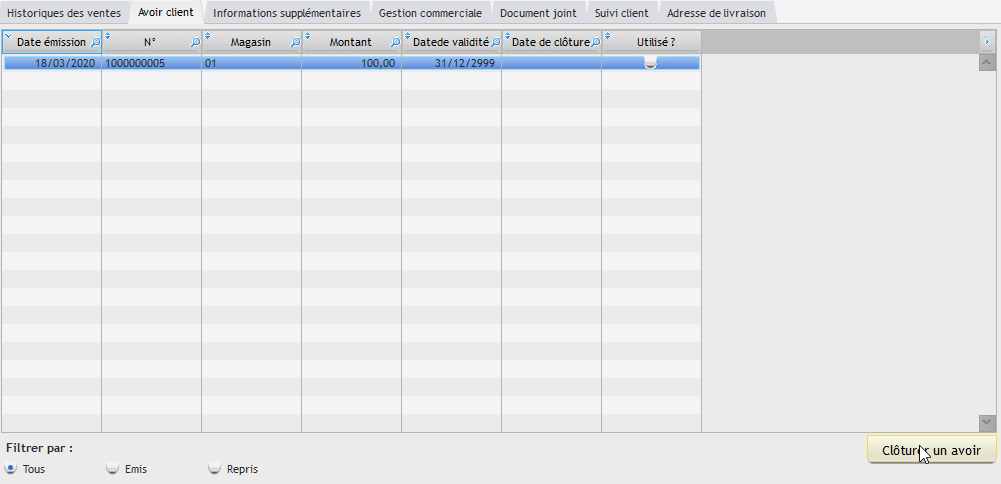 Historiques des ventes Avoir client Informations supplémentaires Gestion commerciale Document joint Suivi client Adresse de livraison
Date émission N° Magasin Montant Datede validité Date de clôture Utilisé ?
18/03/2020 1000000005 01 100,00 31/12/2999
Filtrer par :
Clôturer un avoir
Tous Emis Repris